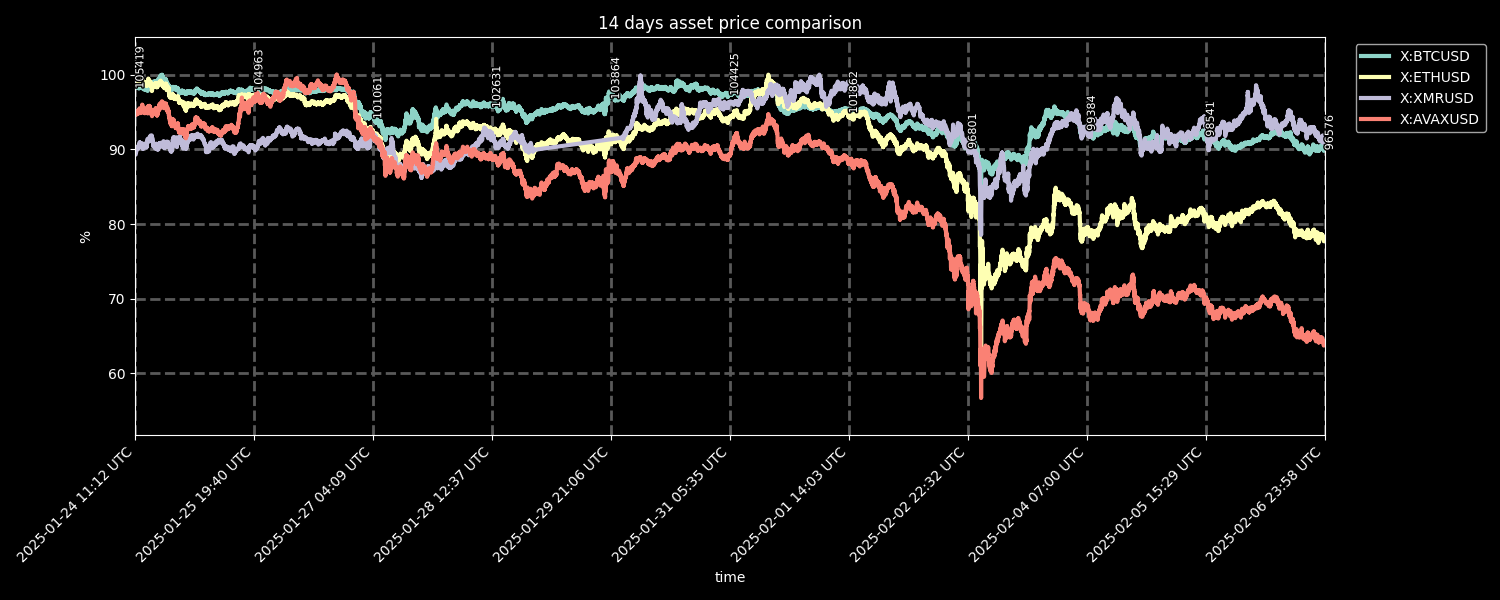 14 days asset price comparison
X:BTCUSD
X:ETHUSD
X:XMRUSD
X:AVAXUSD
100
90
80
70
60
%
105419
104963
101061
102631
103864
104425
101862
96801
99384
98541
96576
2025-01-24 11:12 UTC
2025-01-25 19:40 UTC
2025-01-27 04:09 UTC
2025-01-28 12:37 UTC
2025-01-29 21:06 UTC
2025-01-31 05:35 UTC
2025-02-01 14:03 UTC
2025-02-02 22:32 UTC
2025-02-04 07:00 UTC
2025-02-05 15:29 UTC
2025-02-06 23:58 UTC
time